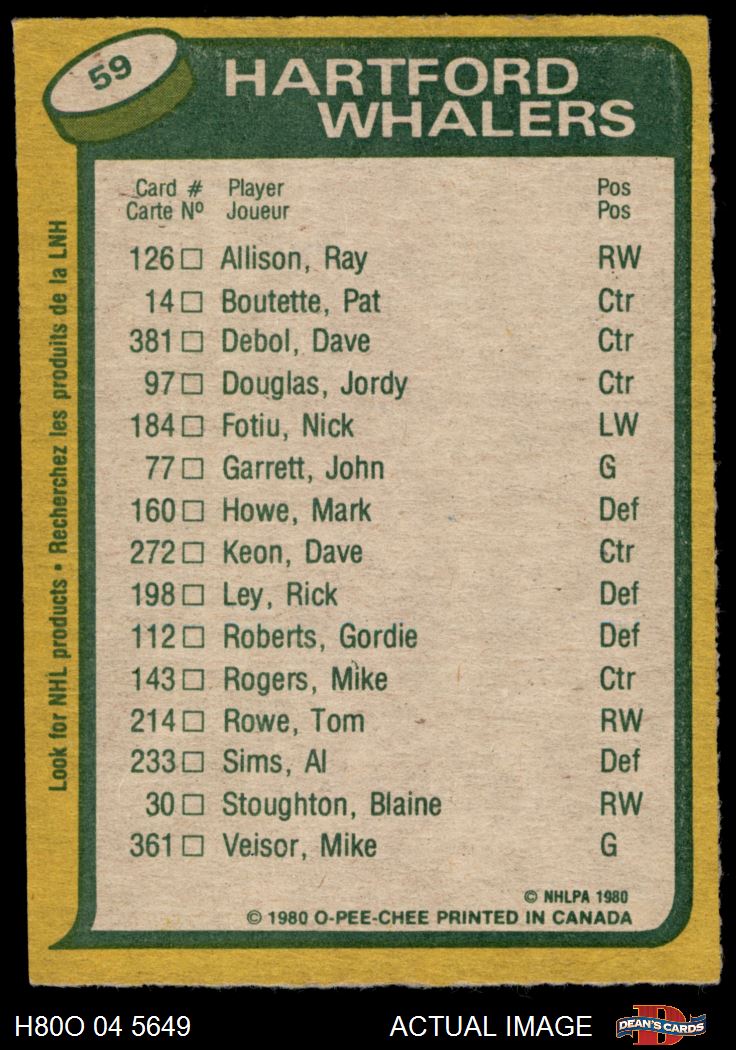 59
HARTFORD
WHALERS
Card # Player Pos
Carte Nº Joueur Pos
126 Allison, Ray RW
14 Boutette, Pat Ctr
381 Debol, Dave Ctr
97 Douglas, Jordy Ctr
184 Fotiu, Nick LW
77 Garrett, John G
160 Howe, Mark Def
272 Keon, Dave Ctr
198 Ley, Rick Def
112 Roberts, Gordie Def
143 Rogers, Mike Ctr
214 Rowe, Tom RW
233 Sims, Al Def
30 Stoughton, Blaine RW
361 Veisor, Mike G
© NHLPA 1980
© 1980 O-PEE-CHEE PRINTED IN CANADA
Look for NHL products • Recherchez les produits de la LNH
H80O 04 5649 ACTUAL IMAGE
D
DEAN'S CARDS